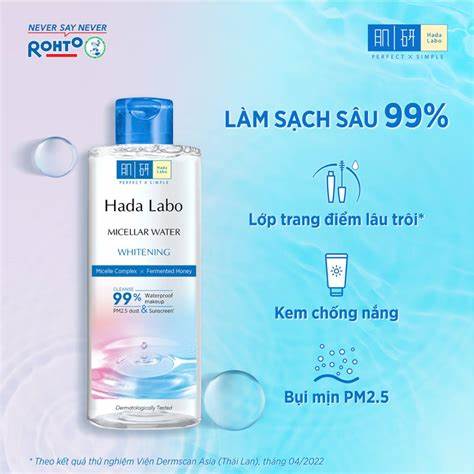 NEVER SAY NEVER
ROHTO
肌 研
Hada
Labo
PERFECT × SIMPLE
LÀM SẠCH SÂU 99%
Lớp trang điểm lâu trôi*
Kem chống nắng
Bụi mịn PM2.5
肌 研
Hada
Labo
PERFECT × SIMPLE
Hada Labo
MICELLAR WATER
WHITENING
Micelle Complex × Fermented Honey
CLEANSE
99% Waterproof makeup
PM2.5 dust & Sunscreen*
Dermatologically Tested
* Theo kết quả thử nghiệm Viện Dermscan Asia (Thái Lan), tháng 04/2022